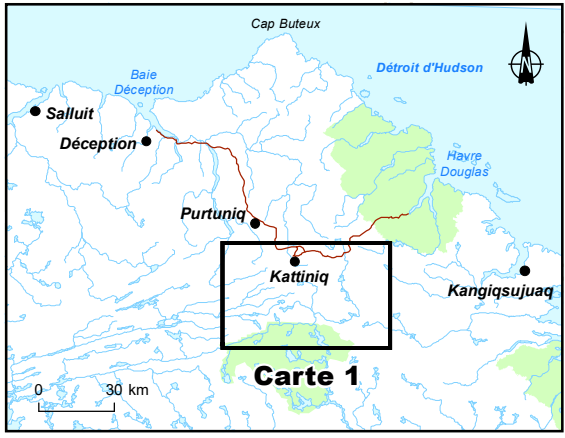 Cap Buteux
Détroit d'Hudson
Baie
Déception
Salluit
Déception
Havre
Douglas
Purtuniq
Kattiniq
Kangiqsujuaq
Carte 1
0 30 km